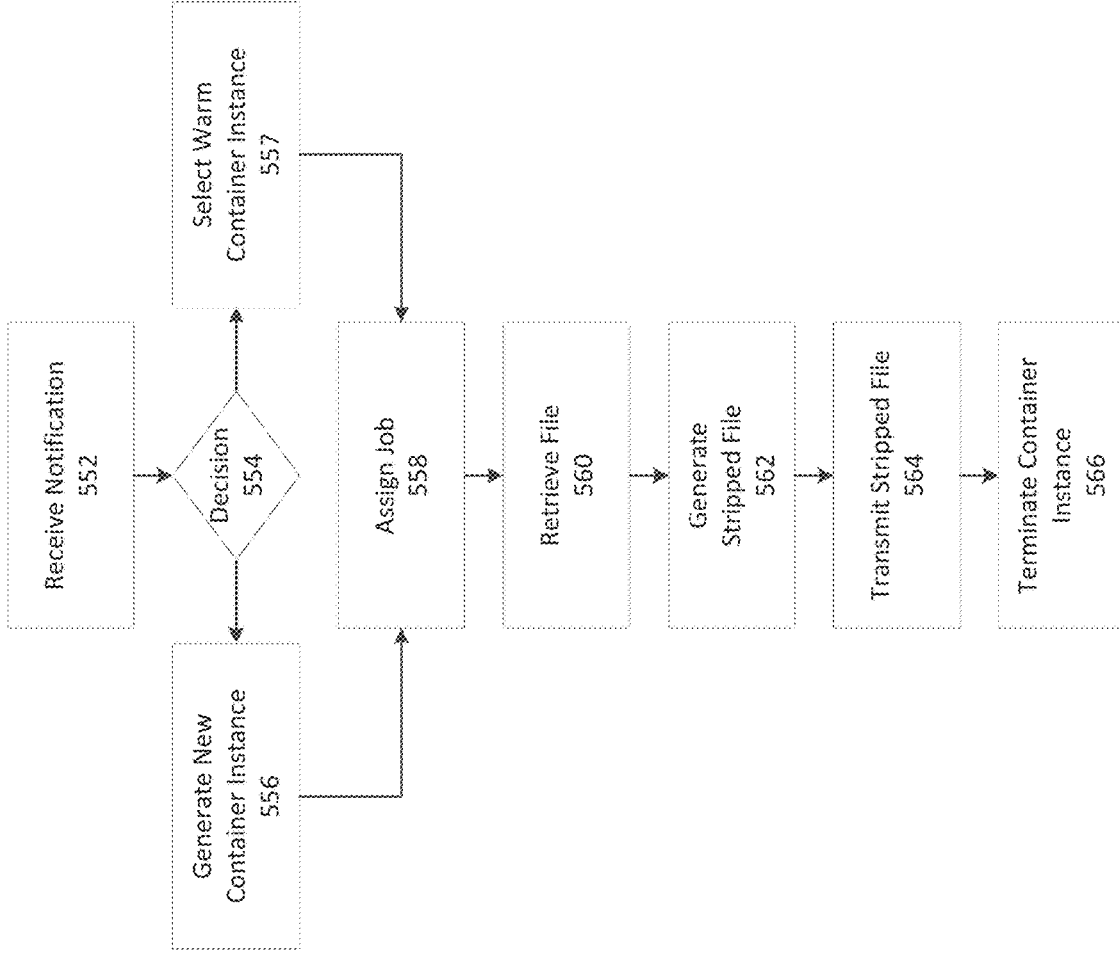 Receive Notification
552
Decision
554
Generate New
Container Instance
556
Select Warm
Container Instance
557
Assign Job
558
Retrieve File
560
Generate
Stripped File
562
Transmit Stripped File
564
Terminate Container
Instance
566